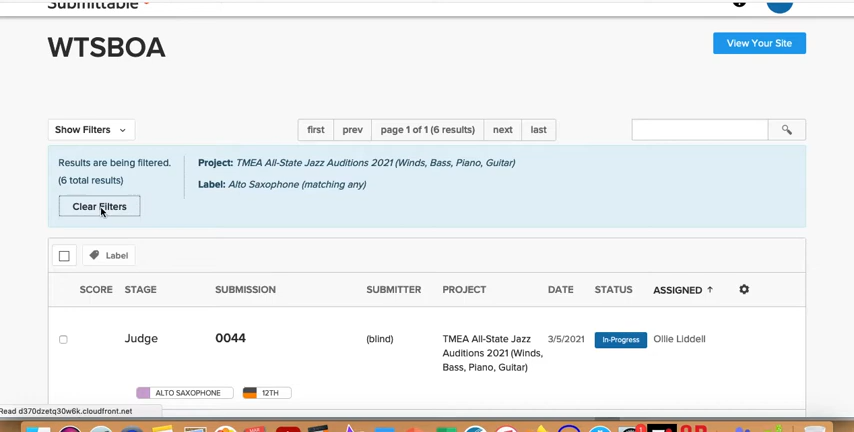 Submittable
WTSBOA
View Your Site
Show Filters
first prev page 1 of 1 (6 results) next last
Results are being filtered.
(6 total results)
Clear Filters
Project: TMEA All-State Jazz Auditions 2021 (Winds, Bass, Piano, Guitar)
Label: Alto Saxophone (matching any)
Label
SCORE STAGE SUBMISSION SUBMITTER PROJECT DATE STATUS ASSIGNED ↑
Judge 0044 (blind) TMEA All-State Jazz 3/5/2021 In-Progress Ollie Liddell
Auditions 2021 (Winds,
Bass, Piano, Guitar)
ALTO SAXOPHONE 12TH
Read d370dzetq30w6k.cloudfront.net